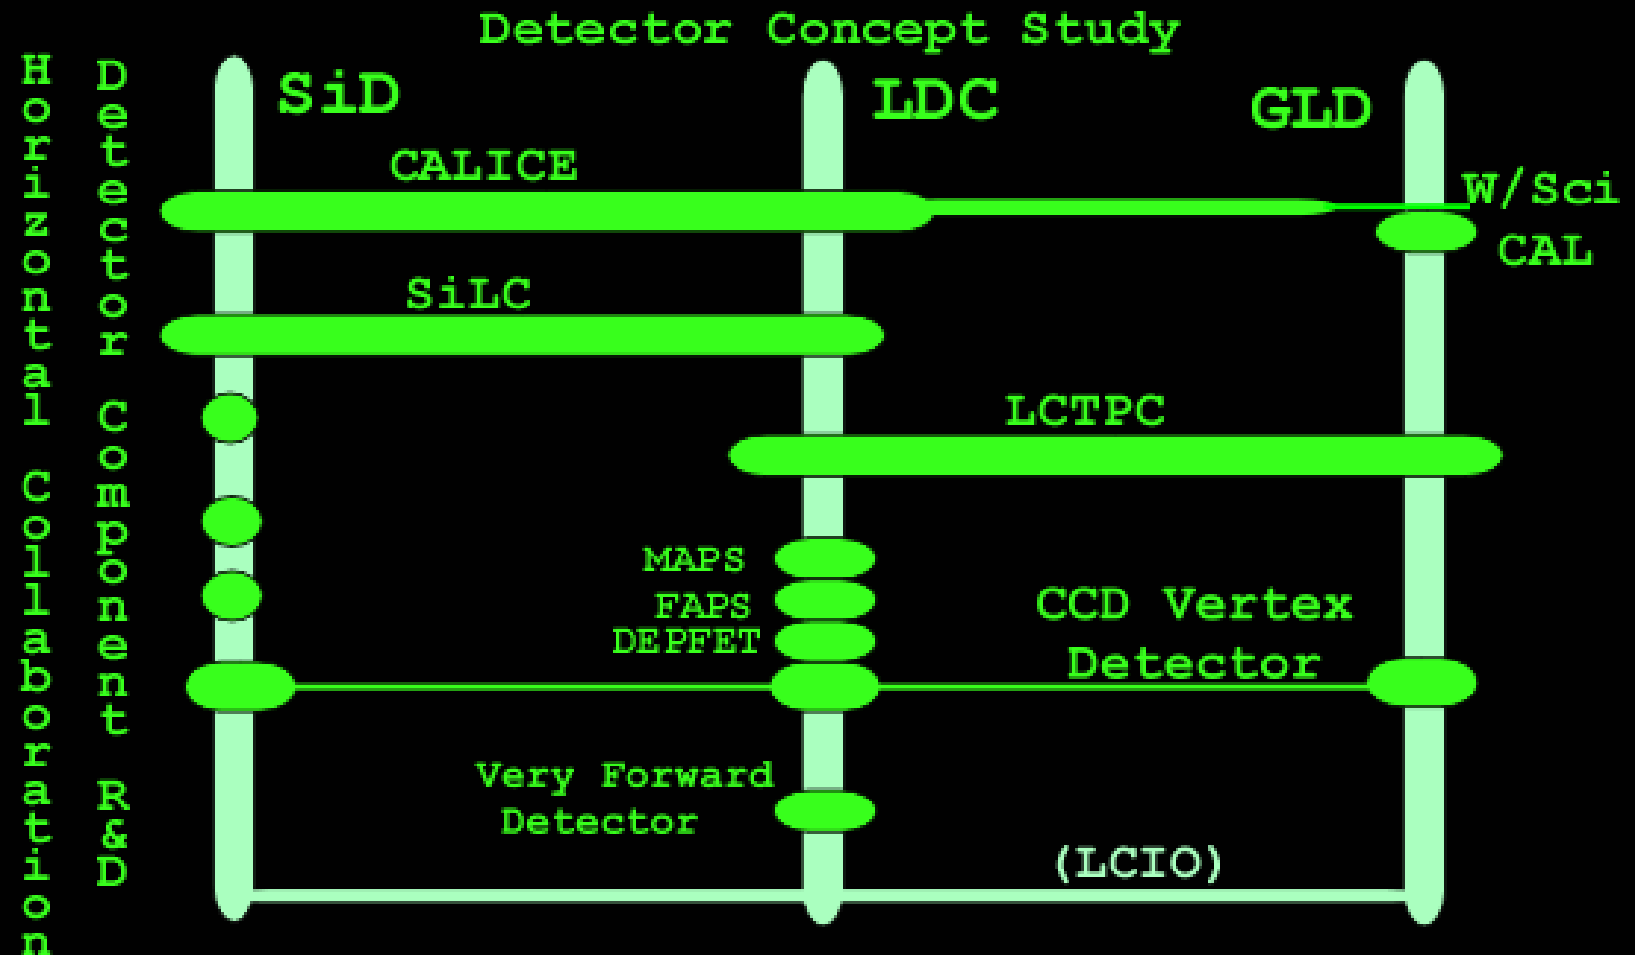 Detector Concept Study
Horizontal Collaboration
Detector Component R&D
SiD
LDC
GLD
CALICE
W/Sci
CAL
SiLC
LCTPC
MAPS
FAPS
DEPFET
CCD Vertex
Detector
Very Forward
Detector
(LCIO)